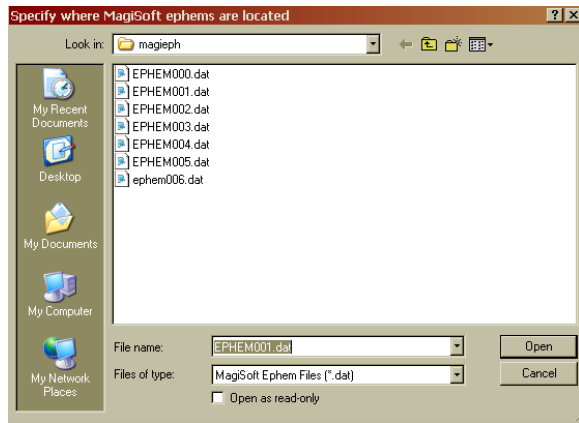 Specify where MagiSoft ephems are located
Look in:
magieph
My Recent
Documents
Desktop
My Documents
My Computer
My Network
Places
EPHEM000.dat
EPHEM001.dat
EPHEM002.dat
EPHEM003.dat
EPHEM004.dat
EPHEM005.dat
ephem006.dat
File name:
EPHEM001.dat
Open
Files of type:
MagiSoft Ephem Files (*.dat)
Cancel
Open as read-only